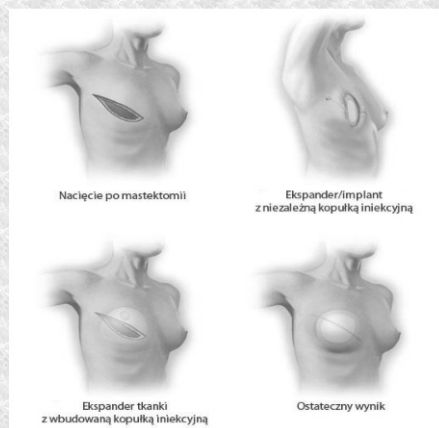 Nacięcie po mastektomii
Ekspander/implant
z niezależną kopułką iniekcyjną
Ekspander tkanki
z wbudowaną kopułką iniekcyjną
Ostateczny wynik